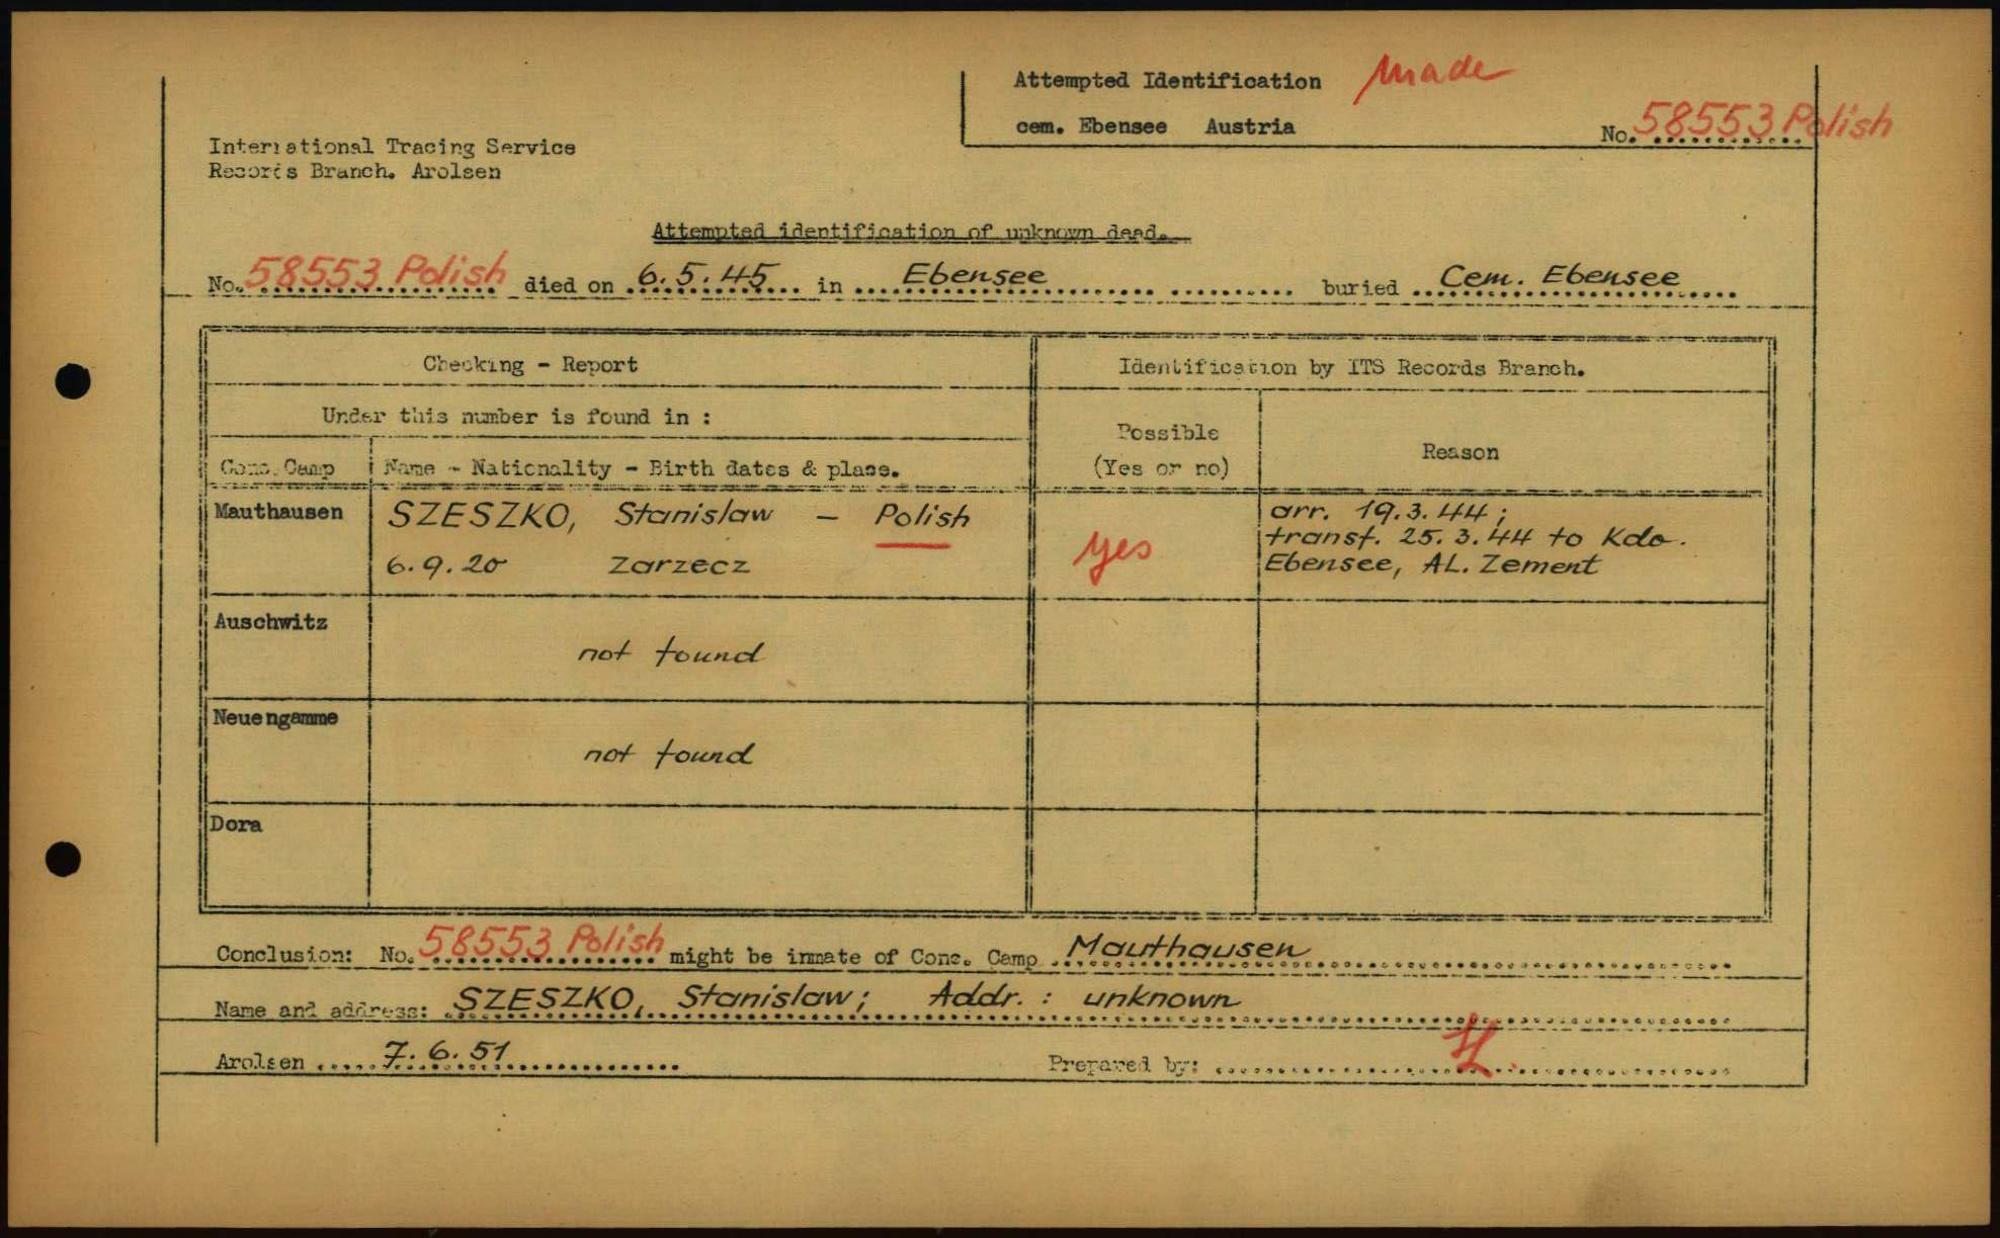 Attempted Identification made
cem. Ebensee Austria No. 58553 Polish
International Tracing Service
Records Branch. Arolsen
Attempted identification of unknown dead.
No. 58553 Polish died on 6.5.45 in Ebensee buried Cem. Ebensee
Checking - Report
Identification by ITS Records Branch.
Under this number is found in :
Possible
(Yes or no)
Reason
Conc. Camp Name - Nationality - Birth dates & place.
Mauthausen SZESZKO, Stanislaw - Polish
6.9.20 Zarzecz
yes
arr. 19.3.44;
transf. 25.3.44 to Kdo.
Ebensee, AL. Zement
Auschwitz
not found
Neuengamme
not found
Dora
Conclusion: No. 58553 Polish might be inmate of Conc. Camp Mauthausen
Name and address: SZESZKO, Stanislaw; Addr.: unknown
Arolsen 7.6.51 Prepared by: